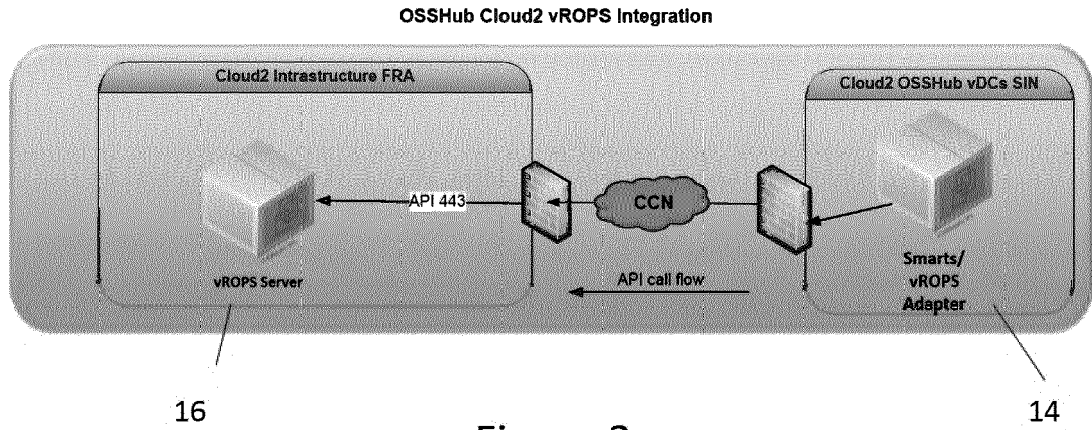 OSSHub Cloud2 vROPS Integration
Cloud2 Intrastructure FRA
Cloud2 OSSHub vDCs SIN
API 443
CCN
vROPS Server
API call flow
Smarts/
vROPS
Adapter
16
14